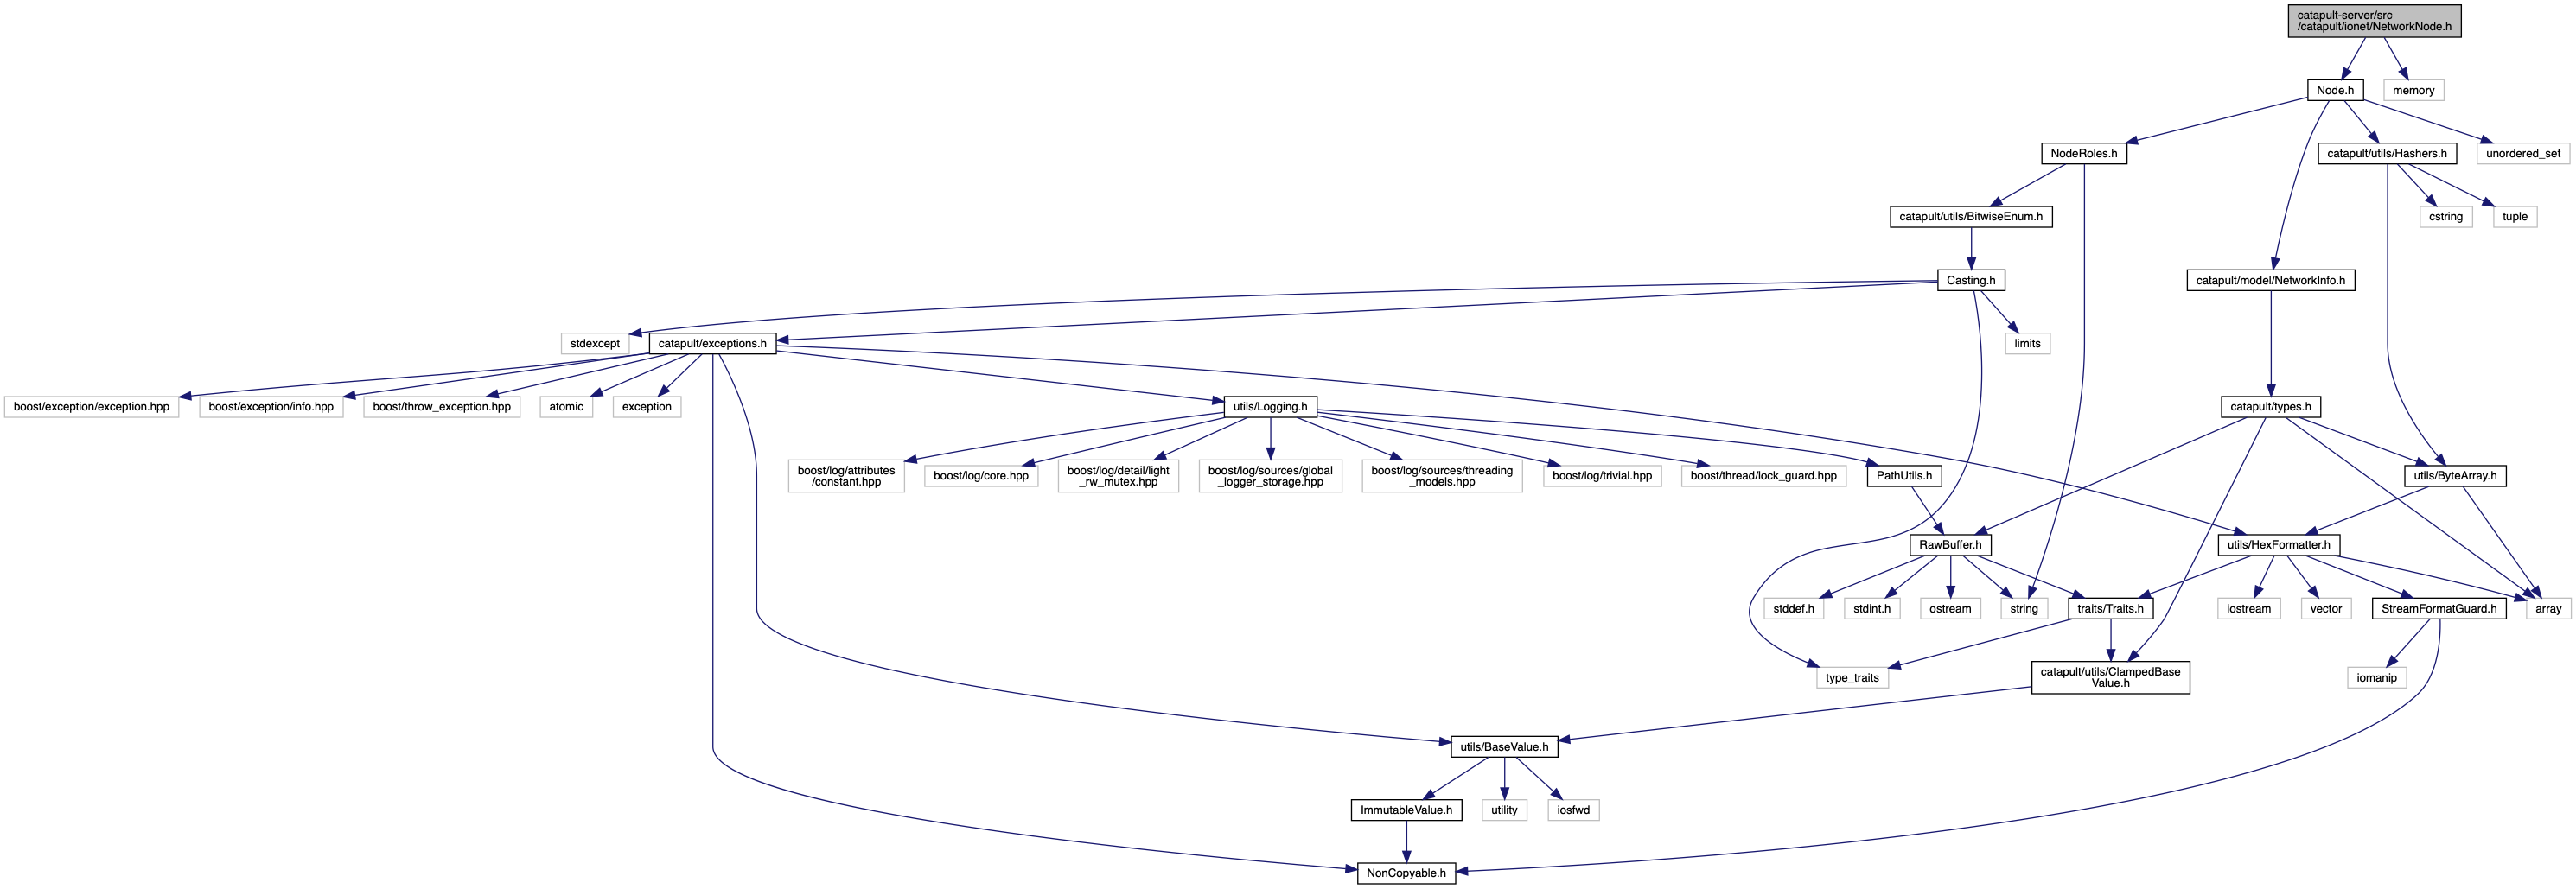 catapult-server/src
/catapult/ionet/NetworkNode.h
Node.h
memory
NodeRoles.h
catapult/utils/Hashers.h
unordered_set
catapult/utils/BitwiseEnum.h
cstring
tuple
Casting.h
catapult/model/NetworkInfo.h
stdexcept
catapult/exceptions.h
limits
boost/exception/exception.hpp
boost/exception/info.hpp
boost/throw_exception.hpp
atomic
exception
utils/Logging.h
catapult/types.h
boost/log/attributes
/constant.hpp
boost/log/core.hpp
boost/log/detail/light
_rw_mutex.hpp
boost/log/sources/global
_logger_storage.hpp
boost/log/sources/threading
_models.hpp
boost/log/trivial.hpp
boost/thread/lock_guard.hpp
PathUtils.h
utils/ByteArray.h
RawBuffer.h
utils/HexFormatter.h
stddef.h
stdint.h
ostream
string
traits/Traits.h
iostream
vector
StreamFormatGuard.h
array
type_traits
catapult/utils/ClampedBase
Value.h
iomanip
utils/BaseValue.h
ImmutableValue.h
utility
iosfwd
NonCopyable.h